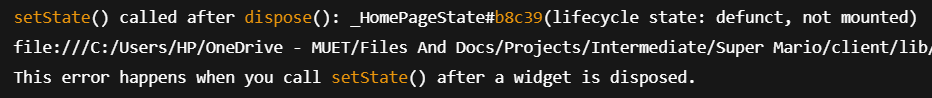 setState() called after dispose(): _HomePageState#b8c39(lifecycle state: defunct, not mounted)
file:///C:/Users/HP/OneDrive - MUET/Files And Docs/Projects/Intermediate/Super Mario/client/lib/
This error happens when you call setState() after a widget is disposed.